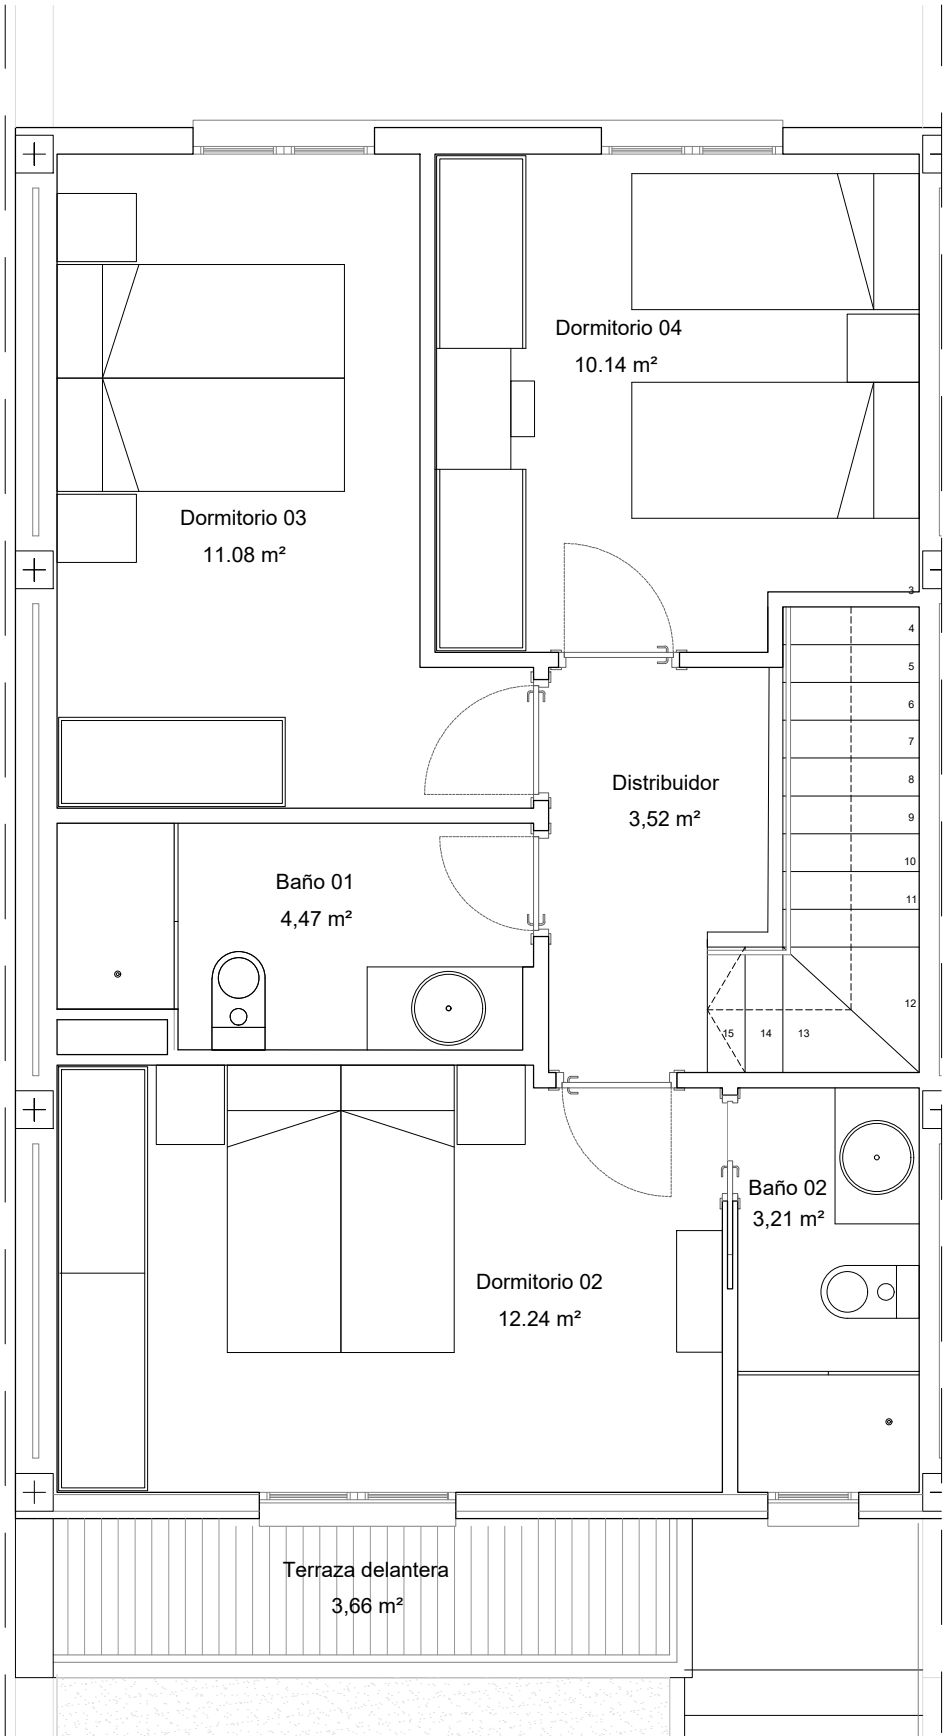 Dormitorio 04
10.14 m²
Dormitorio 03
11.08 m²
3
4
5
6
7
8
9
10
11
12
13
14
15
Distribuidor
3,52 m²
Baño 01
4,47 m²
Baño 02
3,21 m²
Dormitorio 02
12.24 m²
Terraza delantera
3,66 m²